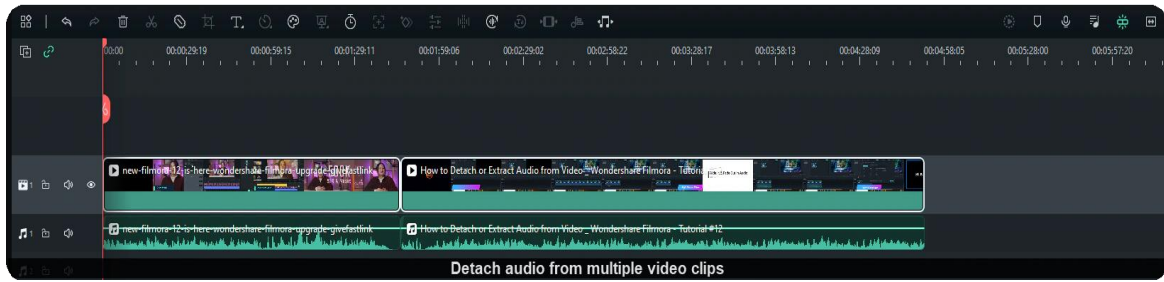 00:00 00:00:29:19 00:00:59:15 00:01:29:11 00:01:59:06 00:02:29:02 00:02:58:22 00:03:28:17 00:03:58:13 00:04:28:09 00:04:58:05 00:05:28:00 00:05:57:20
new-filmora-12-is-here-wondershare-filmora-upgrade-givefastlink How to Detach or Extract Audio from Video _ Wondershare Filmora - Tutoria
1
new-filmora-12-is-here-wondershare-filmora-upgrade-givefastlink How to Detach or Extract Audio from Video _ Wondershare Filmora - Tutorial #12
1
Detach audio from multiple video clips